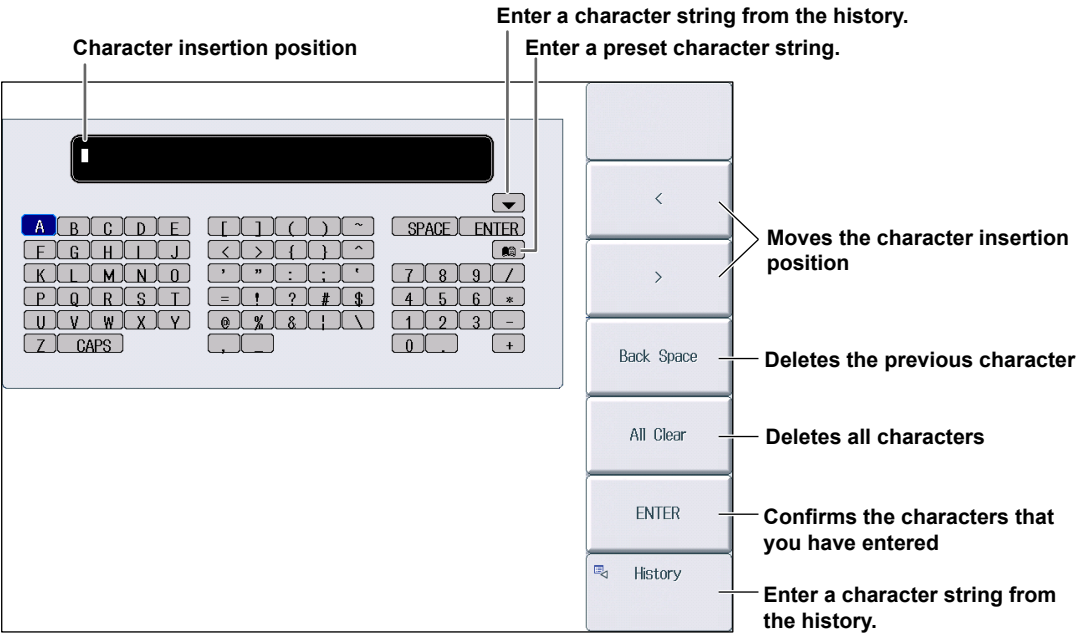 Enter a character string from the history.
Character insertion position
Enter a preset character string.
A B C D E [ ] ( ) ~ SPACE ENTER
F G H I J < > { } ^
K L M N O ' " : ; ‛ 7 8 9 /
P Q R S T = ! ? # $ 4 5 6 *
U V W X Y @ % & ¦ \ 1 2 3 -
Z CAPS , _ 0 . +
<
>
Moves the character insertion
position
Back Space
Deletes the previous character
All Clear
Deletes all characters
ENTER
Confirms the characters that
you have entered
History
Enter a character string from
the history.